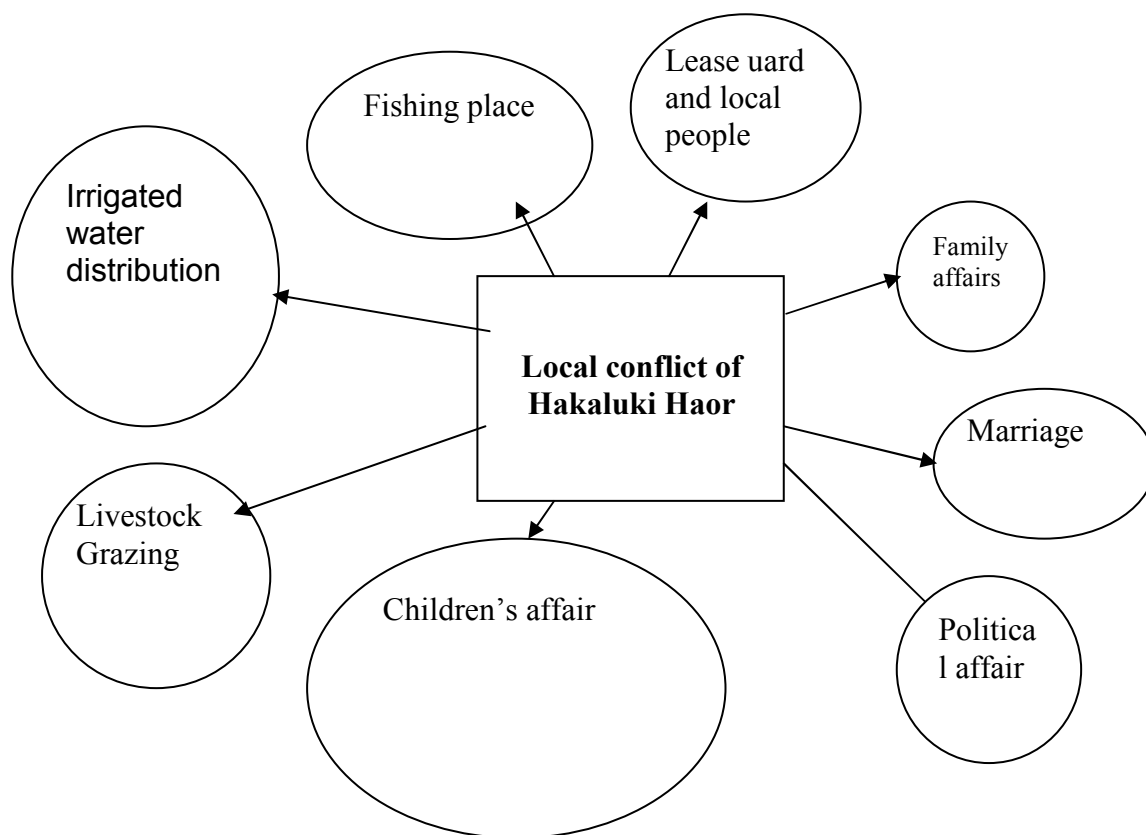 Lease uard
and local
people
Fishing place
Irrigated
water
distribution
Family
affairs
Local conflict of
Hakaluki Haor
Marriage
Livestock
Grazing
Children’s affair
Politica
l affair